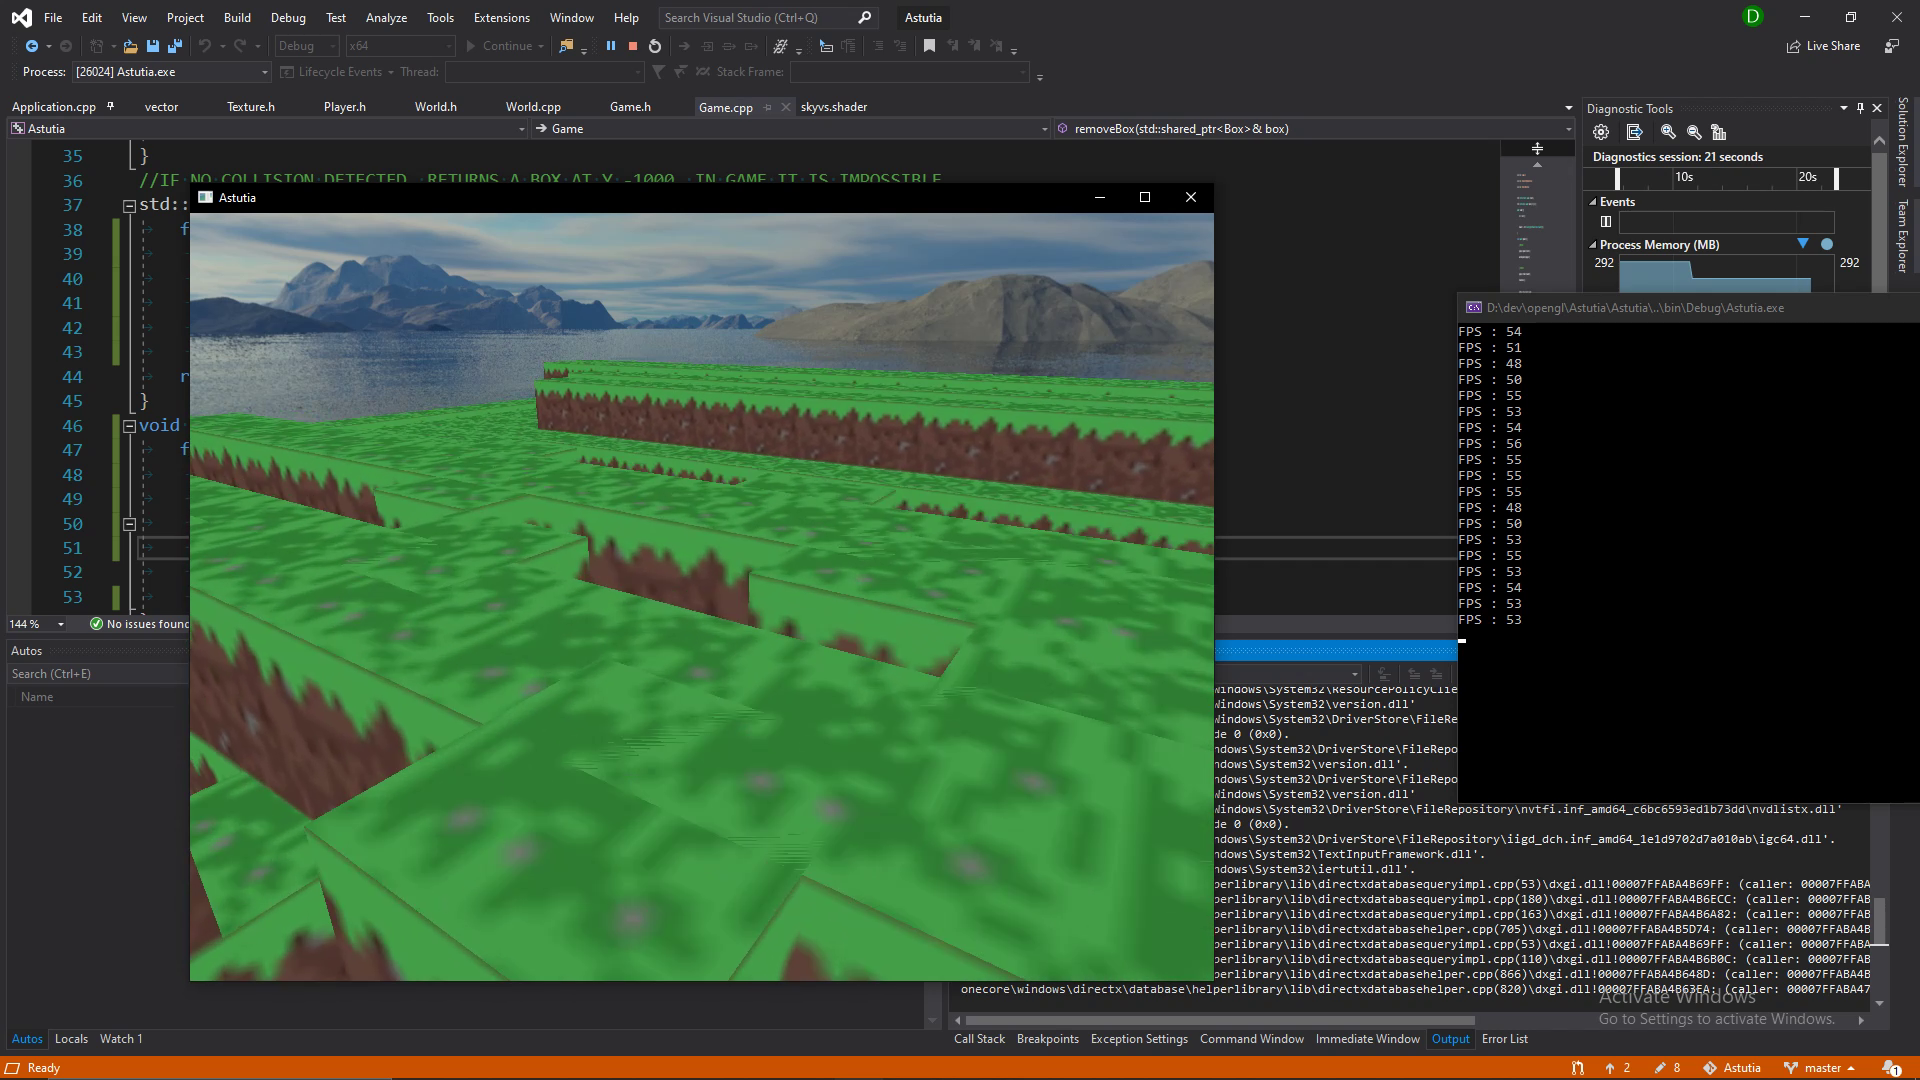 File Edit View Project Build Debug Test Analyze Tools Extensions Window Help Search Visual Studio (Ctrl+Q) Astutia D
Debug x64 Continue Live Share
Process: [26024] Astutia.exe Lifecycle Events Thread: Stack Frame:
Application.cpp vector Texture.h Player.h World.h World.cpp Game.h Game.cpp skyvs.shader
Astutia Game removeBox(std::shared_ptr<Box>& box)
35 }
36 //IF NO COLLISION DETECTED, RETURNS A BOX AT Y -1000, IN GAME IT IS IMPOSSIBLE
37 std::
38 f
39
40
41
42
43
44 r
45 }
46 void
47 f
48
49
50
51
52
53
144 % No issues found
Astutia
Diagnostic Tools
Diagnostics session: 21 seconds
10s 20s
Events
Process Memory (MB)
292 292
Solution Explorer
Team Explorer
D:\dev\opengl\Astutia\Astutia\..\bin\Debug\Astutia.exe
FPS : 54
FPS : 51
FPS : 48
FPS : 50
FPS : 55
FPS : 53
FPS : 54
FPS : 56
FPS : 55
FPS : 55
FPS : 55
FPS : 48
FPS : 50
FPS : 53
FPS : 55
FPS : 53
FPS : 54
FPS : 53
FPS : 53
Autos
Search (Ctrl+E)
Name
Windows\System32\ResourcePolicyClie
Windows\System32\version.dll'
Windows\System32\DriverStore\FileRe
de 0 (0x0).
ndows\System32\DriverStore\FileRepo
ndows\System32\version.dll'.
ndows\System32\DriverStore\FileRepo
Windows\System32\version.dll'
Windows\System32\DriverStore\FileRepository\nvtfi.inf_amd64_c6bc6593ed1b73dd\nvdlistx.dll'
de 0 (0x0).
ndows\System32\DriverStore\FileRepository\iigd_dch.inf_amd64_1e1d9702d7a010ab\igc64.dll'.
ndows\System32\TextInputFramework.dll'.
ndows\System32\iertutil.dll'.
perlibrary\lib\directxdatabasequeryimpl.cpp(53)\dxgi.dll!00007FFABA4B69FF: (caller: 00007FFABA
perlibrary\lib\directxdatabasequeryimpl.cpp(180)\dxgi.dll!00007FFABA4B6ECC: (caller: 00007FFAB
perlibrary\lib\directxdatabasequeryimpl.cpp(163)\dxgi.dll!00007FFABA4B6A82: (caller: 00007FFAB
perlibrary\lib\directxdatabasehelper.cpp(705)\dxgi.dll!00007FFABA4B5D74: (caller: 00007FFABA4B
perlibrary\lib\directxdatabasequeryimpl.cpp(53)\dxgi.dll!00007FFABA4B69FF: (caller: 00007FFABA
perlibrary\lib\directxdatabasequeryimpl.cpp(110)\dxgi.dll!00007FFABA4B6B0C: (caller: 00007FFAB
perlibrary\lib\directxdatabasehelper.cpp(866)\dxgi.dll!00007FFABA4B648D: (caller: 00007FFABA4B
onecore\windows\directx\database\helperlibrary\lib\directxdatabasehelper.cpp(820)\dxgi.dll!00007FFABA4B63EA: (caller: 00007FFABA47
Activate Windows
Go to Settings to activate Windows.
Autos Locals Watch 1
Call Stack Breakpoints Exception Settings Command Window Immediate Window Output Error List
Ready 2 8 Astutia master 1